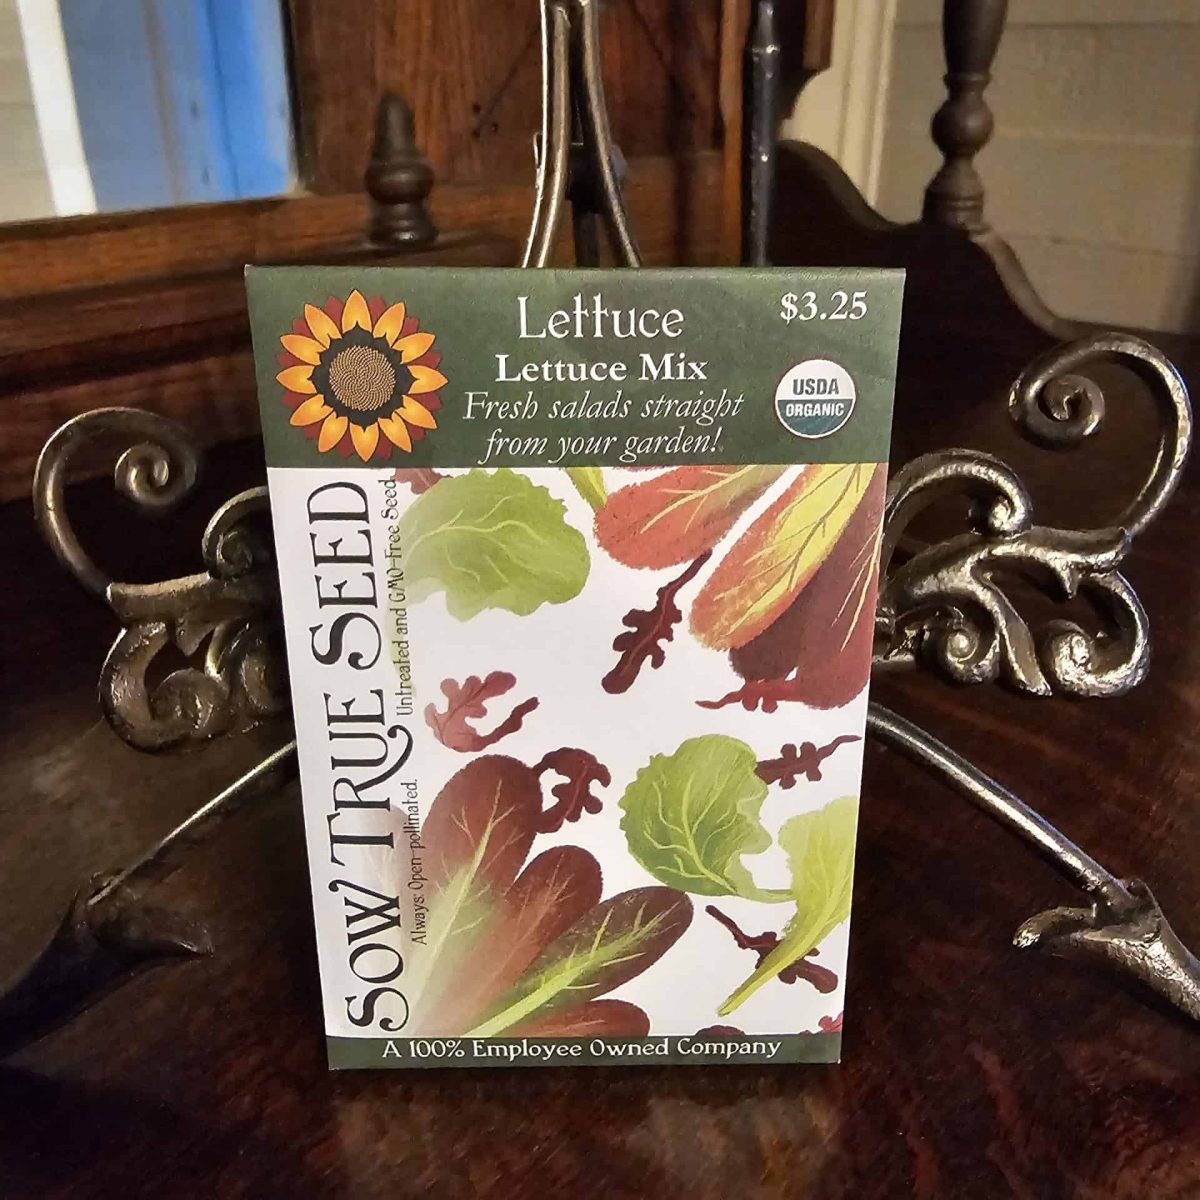 Lettuce
$3.25
Lettuce Mix
Fresh salads straight
from your garden!
USDA
ORGANIC
SOW TRUE SEED
Always: Open-pollinated.
Untreated and GMO-Free Seed.
A 100% Employee Owned Company